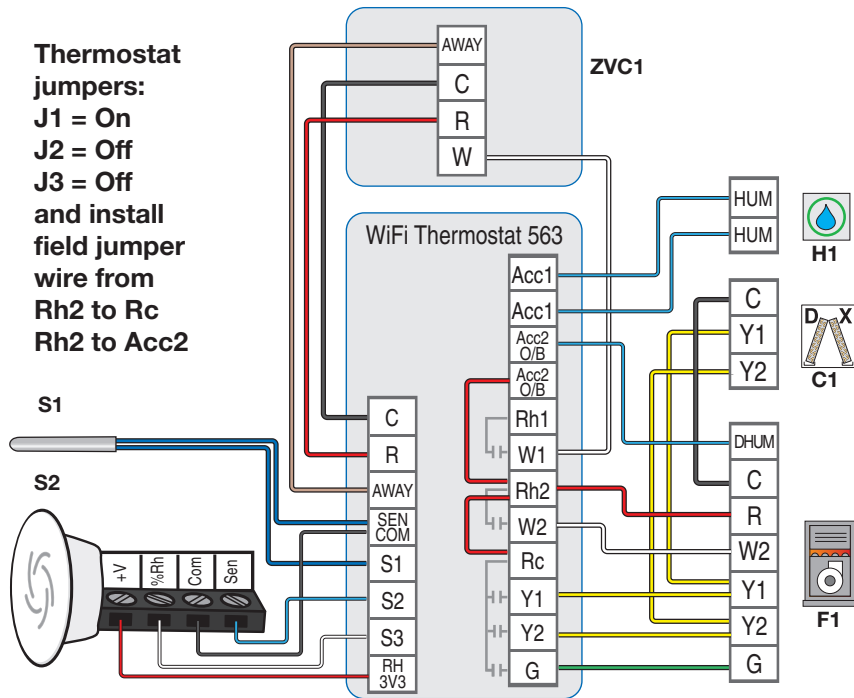 Thermostat
jumpers:
J1 = On
J2 = Off
J3 = Off
and install
field jumper
wire from
Rh2 to Rc
Rh2 to Acc2
AWAY
C
R
W
ZVC1
WiFi Thermostat 563
Acc1
Acc1
Acc2
O/B
Acc2
O/B
Rh1
W1
Rh2
W2
Rc
Y1
Y2
G
C
R
AWAY
SEN
COM
S1
S2
S3
RH
3V3
S1
S2
+V
%Rh
Com
Sen
HUM
HUM
H1
C
Y1
Y2
D X
C1
DHUM
C
R
W2
Y1
Y2
G
F1